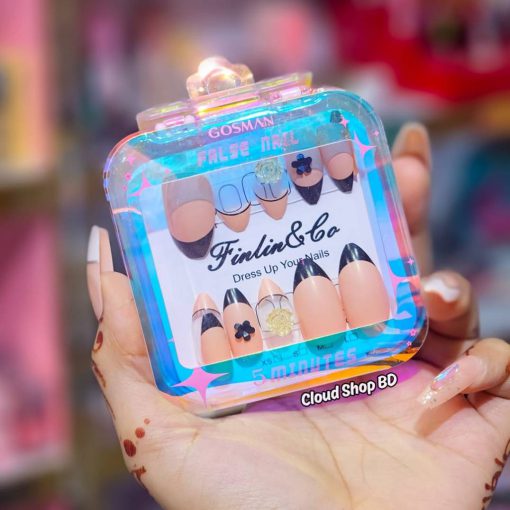 GOSMAN
FALSE NAIL
Finlin&Co
Dress Up Your Nails
5 MINUTES
Cloud Shop BD